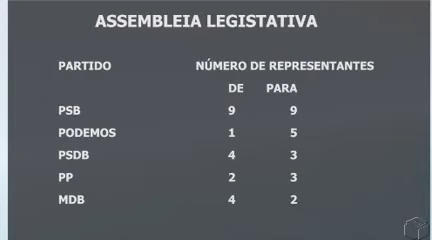 ASSEMBLEIA LEGISTATIVA
PARTIDO NÚMERO DE REPRESENTANTES
DE PARA
PSB 9 9
PODEMOS 1 5
PSDB 4 3
PP 2 3
MDB 4 2